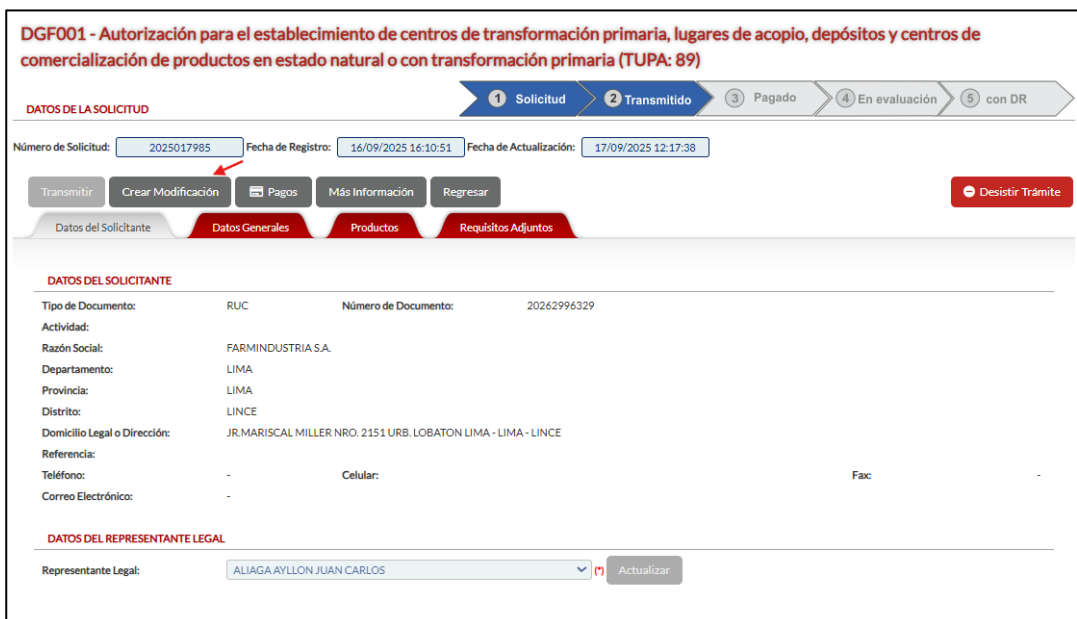 DGF001 - Autorización para el establecimiento de centros de transformación primaria, lugares de acopio, depósitos y centros de
comercialización de productos en estado natural o con transformación primaria (TUPA: 89)
1 Solicitud 2 Transmitido 3 Pagado 4 En evaluación 5 con DR
DATOS DE LA SOLICITUD
Número de Solicitud: 2025017985 Fecha de Registro: 16/09/2025 16:10:51 Fecha de Actualización: 17/09/2025 12:17:38
Transmitir Crear Modificación Pagos Más Información Regresar Desistir Trámite
Datos del Solicitante Datos Generales Productos Requisitos Adjuntos
DATOS DEL SOLICITANTE
Tipo de Documento: RUC Número de Documento: 20262996329
Actividad:
Razón Social: FARMINDUSTRIA S.A.
Departamento: LIMA
Provincia: LIMA
Distrito: LINCE
Domicilio Legal o Dirección: JR.MARISCAL MILLER NRO. 2151 URB. LOBATON LIMA - LIMA - LINCE
Referencia:
Teléfono: - Celular: Fax: -
Correo Electrónico: -
DATOS DEL REPRESENTANTE LEGAL
Representante Legal: ALIAGA AYLLON JUAN CARLOS (*) Actualizar